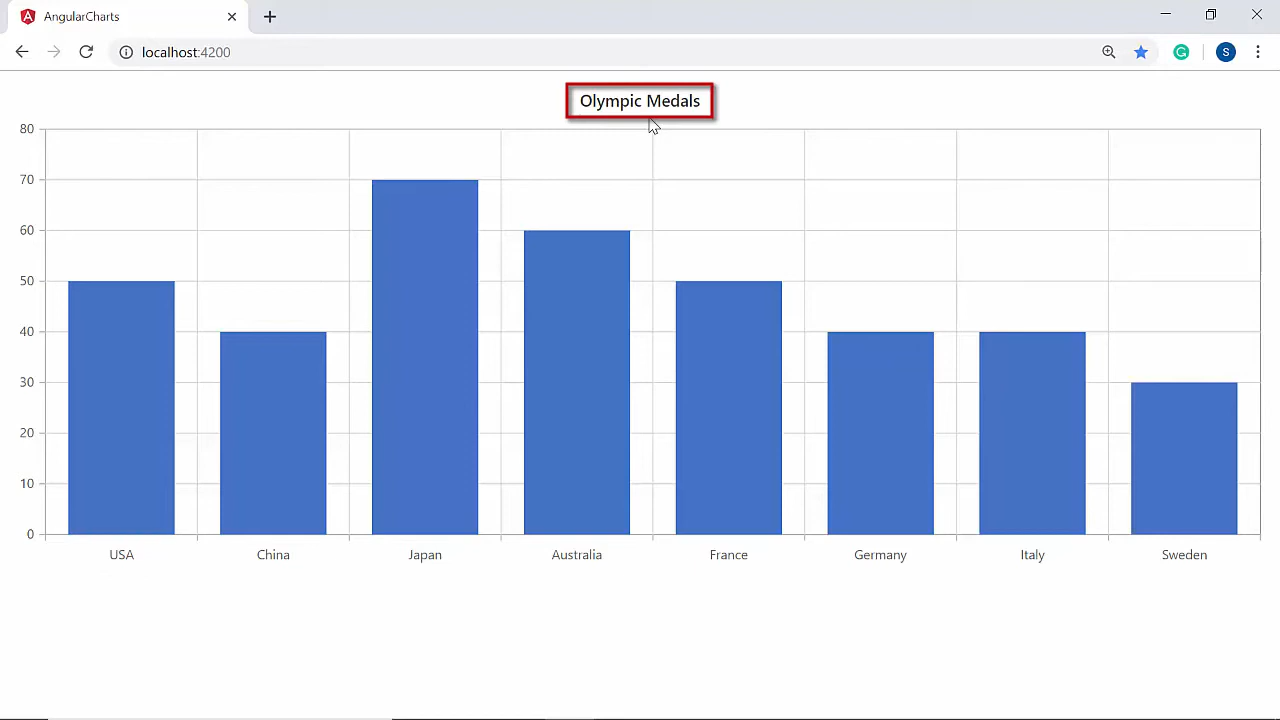 AngularCharts
localhost:4200
S
Olympic Medals
80
70
60
50
40
30
20
10
0
USA China Japan Australia France Germany Italy Sweden